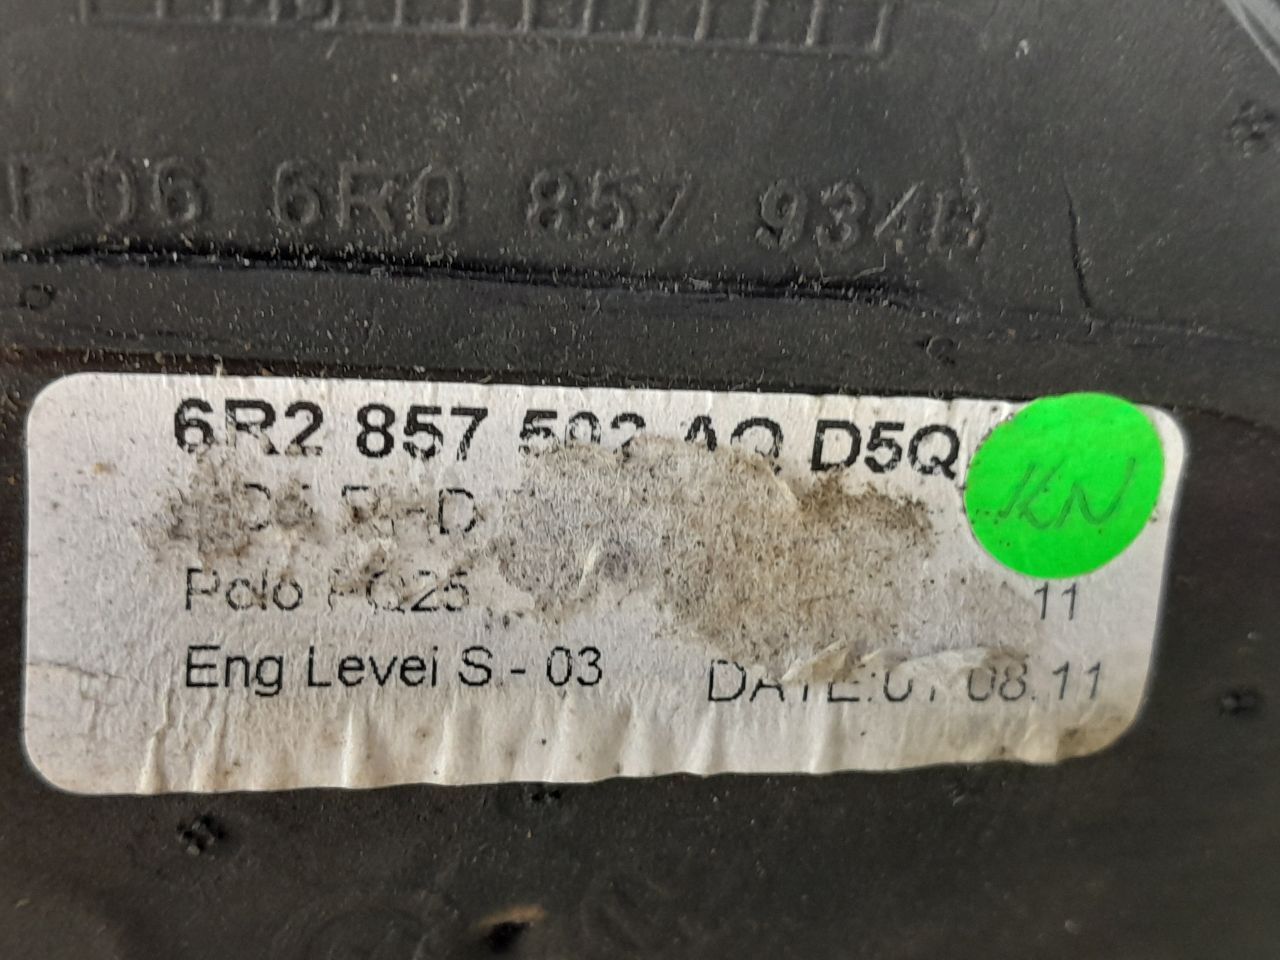 F06 6R0 857 934B
6R2 857 502 AQ D5Q
RHD
Polo PQ25
11
Eng Level S - 03 DATE:01 08.11